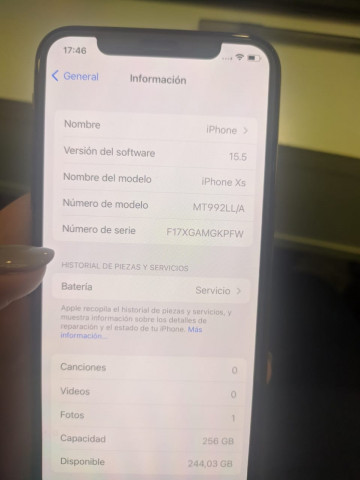 17:46
General
Información
Nombre
iPhone
Versión del software
15.5
Nombre del modelo
iPhone Xs
Número de modelo
MT992LL/A
Número de serie
F17XGAMGKPFW
HISTORIAL DE PIEZAS Y SERVICIOS
Batería
Servicio
Apple recopila el historial de piezas y servicios, y
muestra información sobre los detalles de
reparación y el estado de tu iPhone. Más
información...
Canciones
0
Videos
0
Fotos
1
Capacidad
256 GB
Disponible
244,03 GB